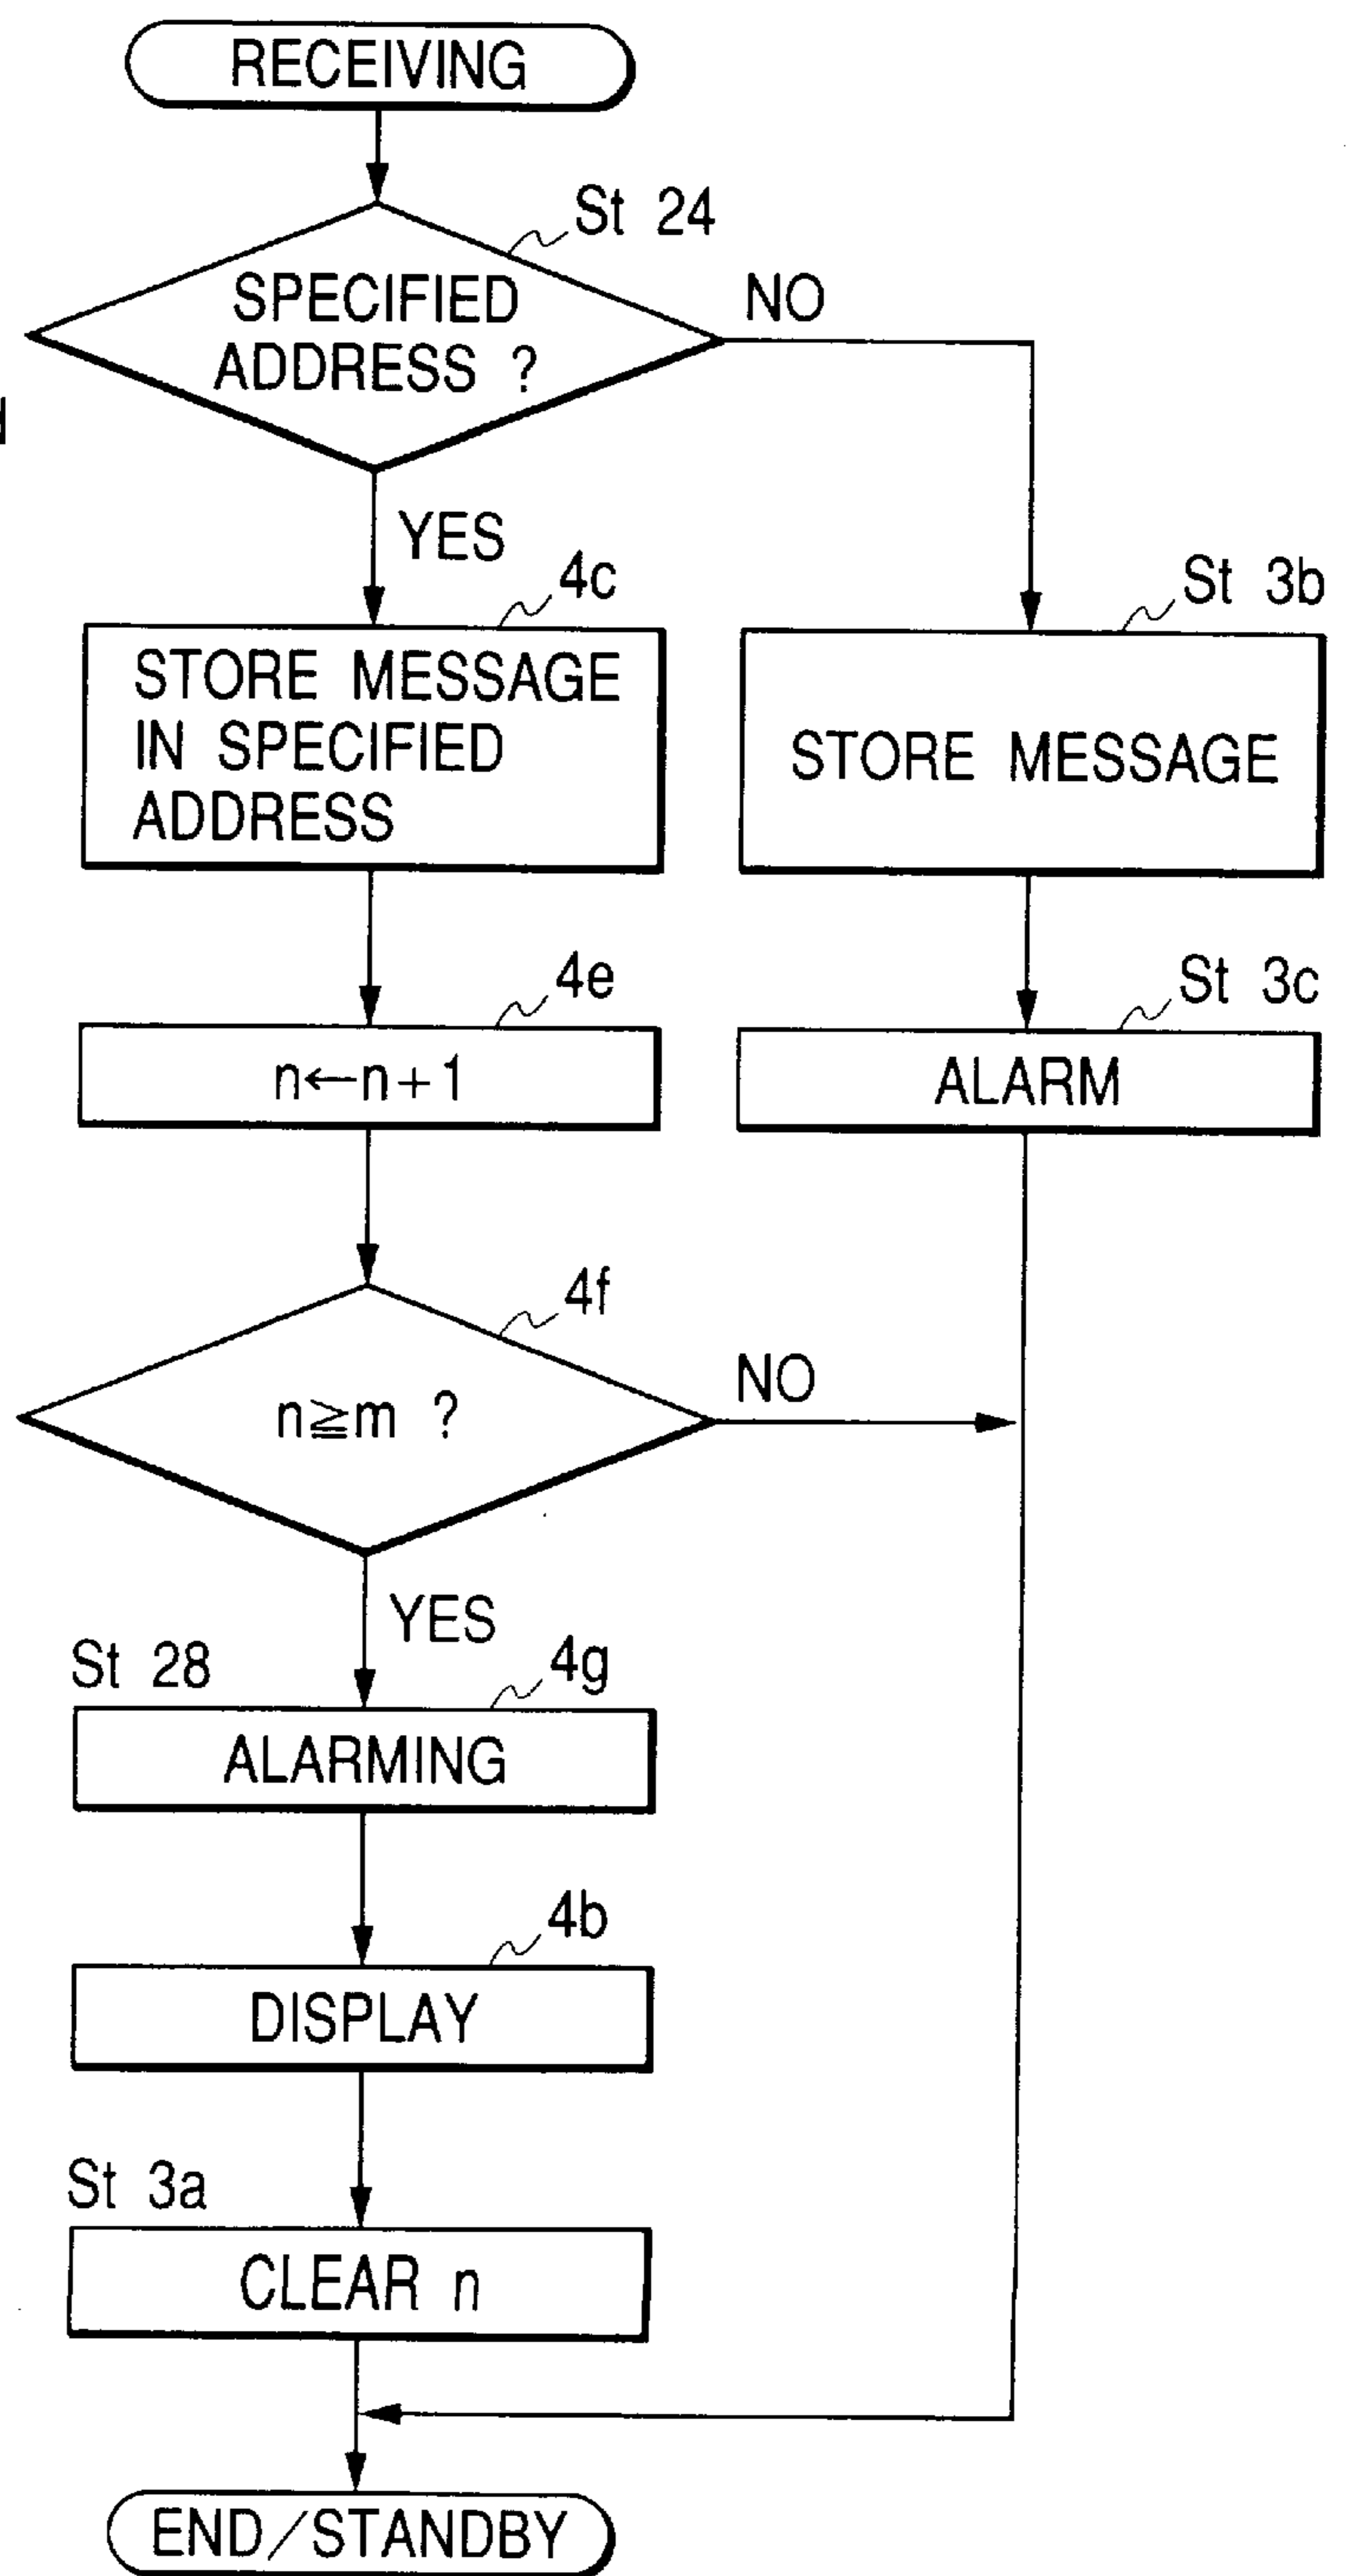 RECEIVING
St 24
SPECIFIED
ADDRESS ?
NO
YES
4c
STORE MESSAGE
IN SPECIFIED
ADDRESS
St 3b
STORE MESSAGE
4e
n←n+1
St 3c
ALARM
4f
n≧m ?
NO
YES
St 28
4g
ALARMING
4b
DISPLAY
St 3a
CLEAR n
END/STANDBY